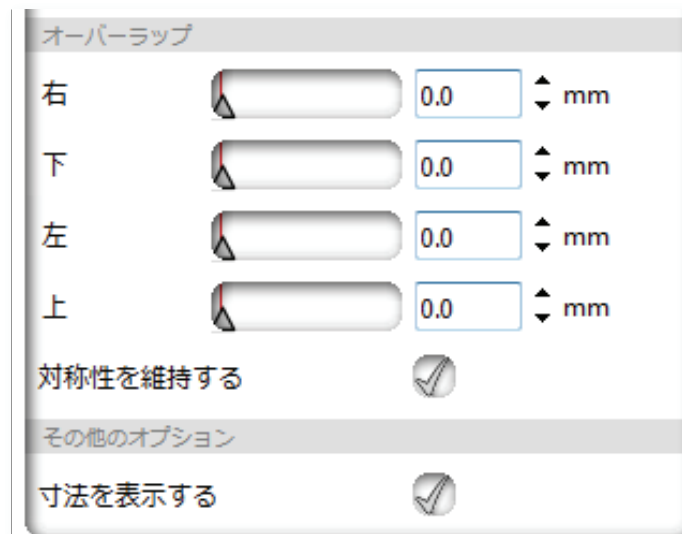 オーバーラップ
右 0.0 mm
下 0.0 mm
左 0.0 mm
上 0.0 mm
対称性を維持する
その他のオプション
寸法を表示する